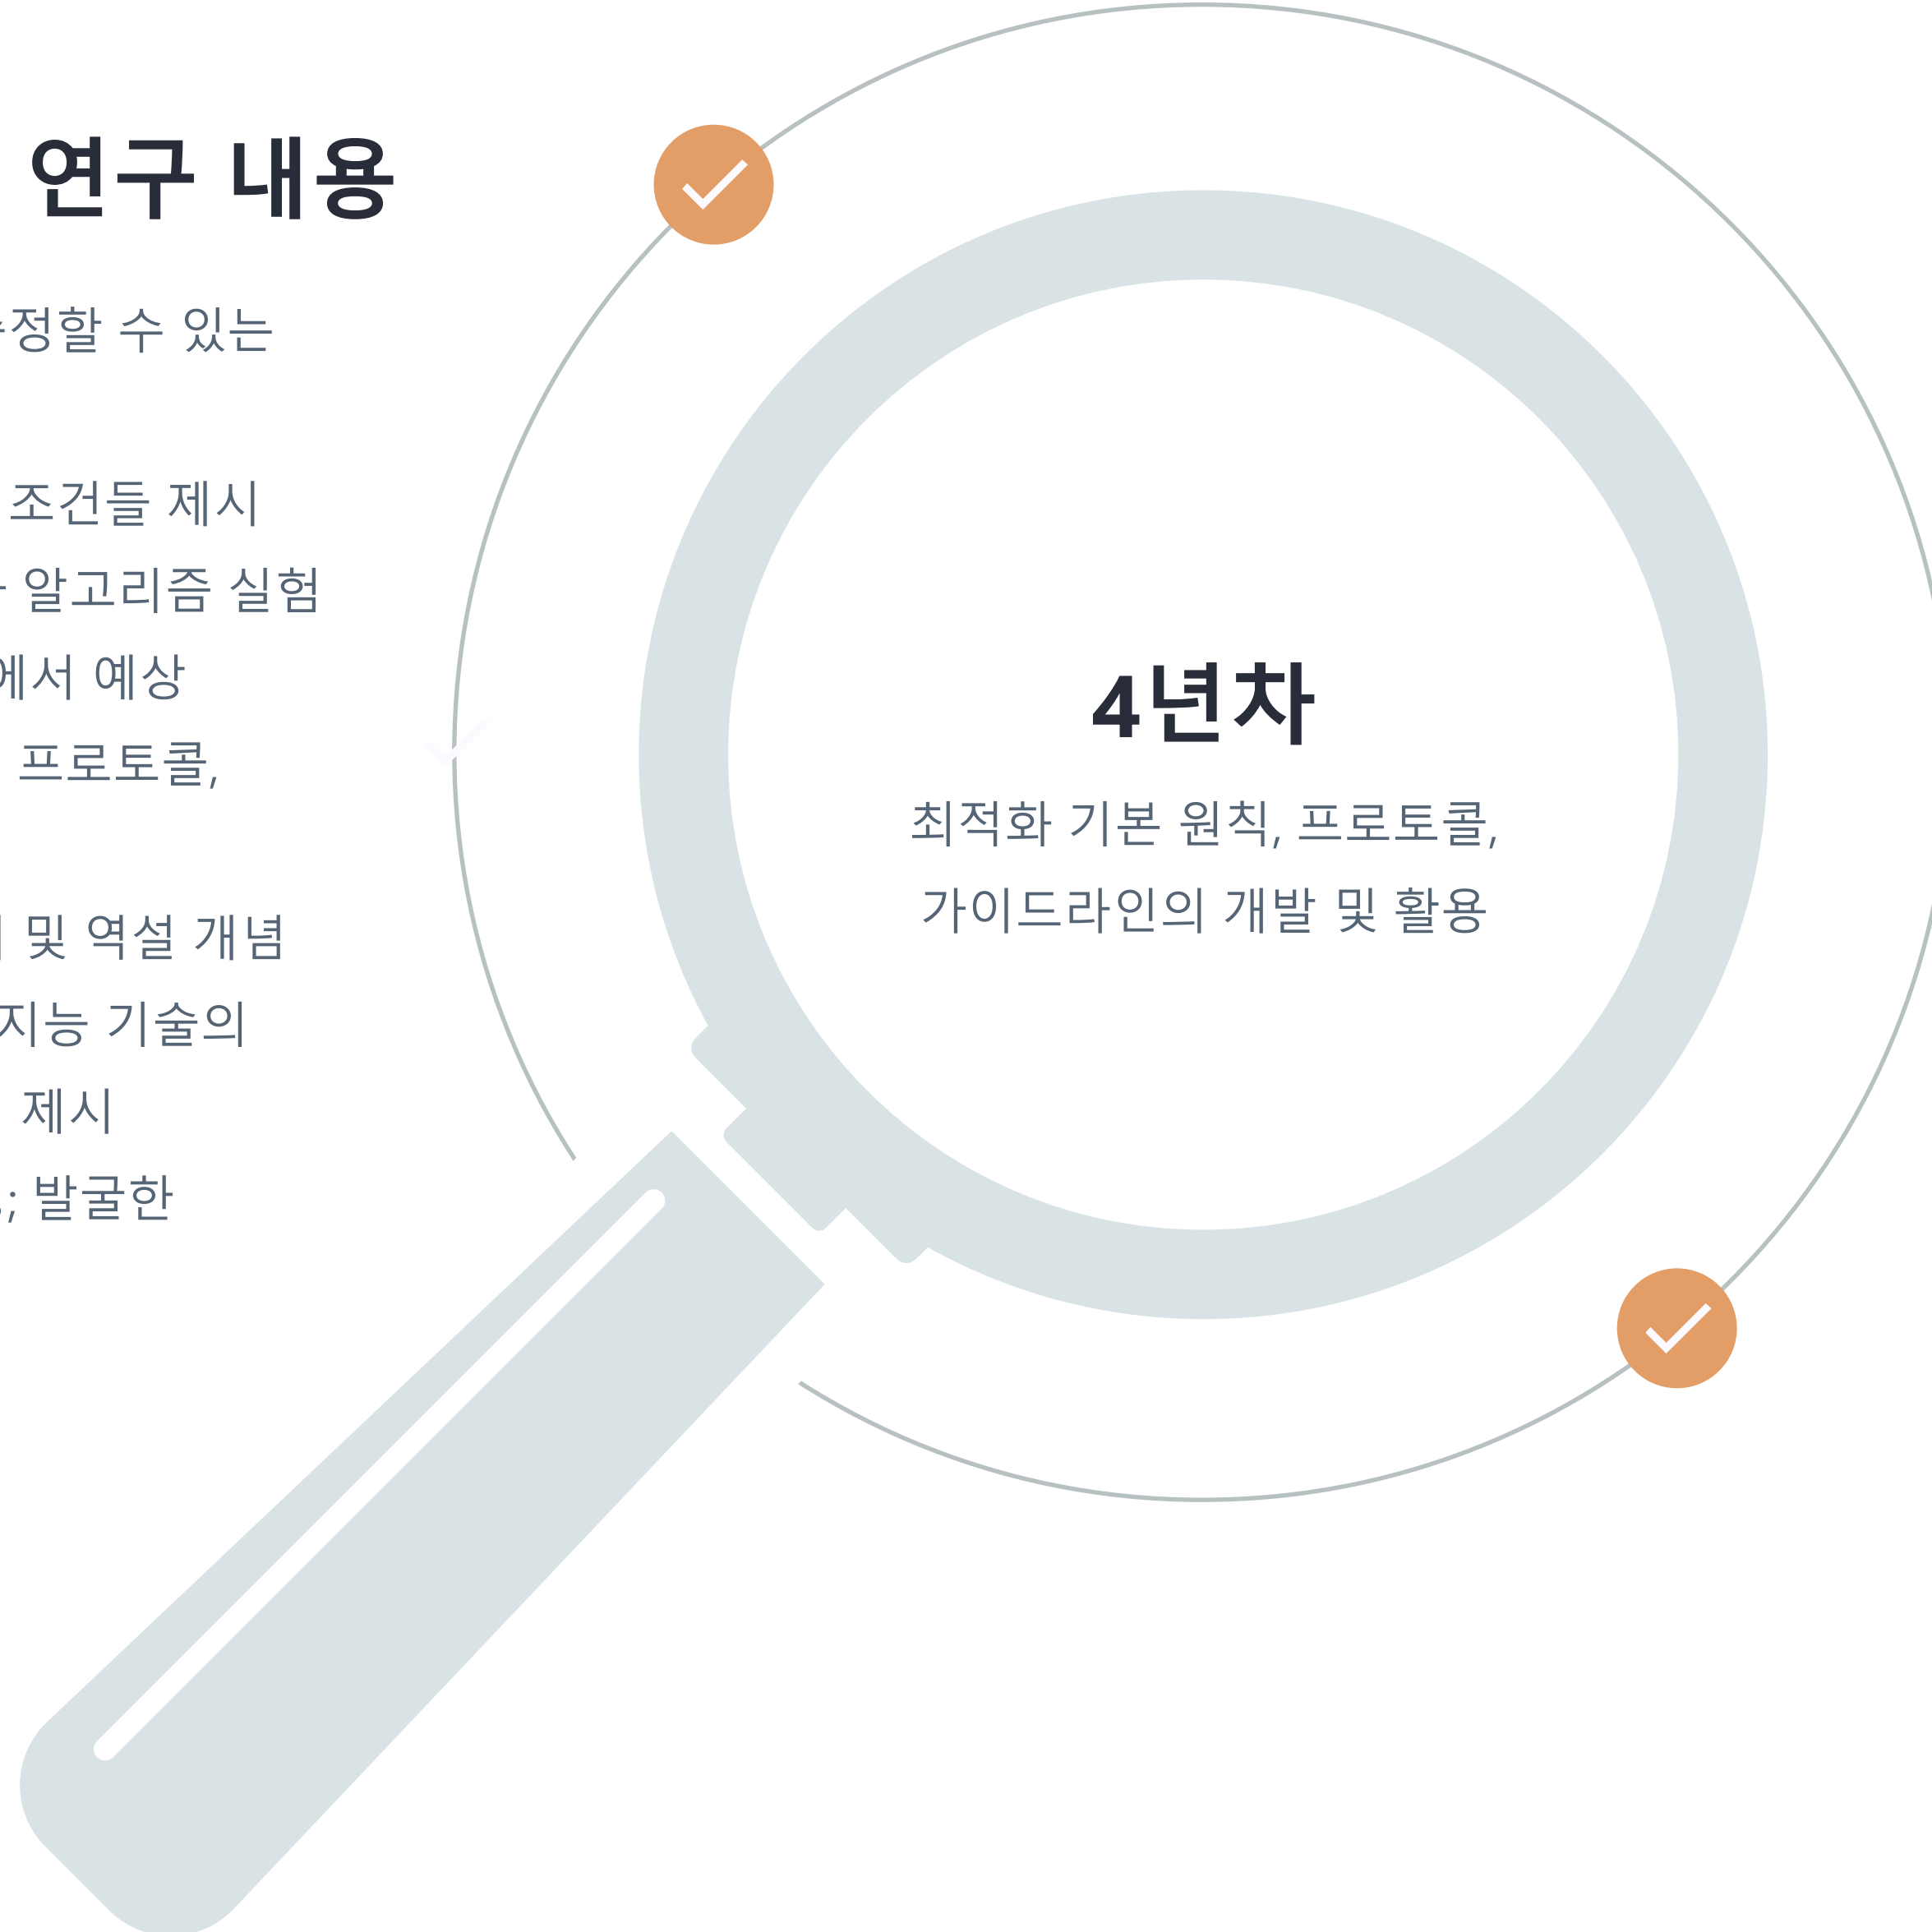 연구 내용
정할 수 있는
조건들 제시
알고리즘 실험
에서 예상
프로토콜,
및 약점 개선
지능 기술의
제시
, 발굴한
4년차
최적화 기본 원칙, 프로토콜,
가이드라인의 개발 및 활용